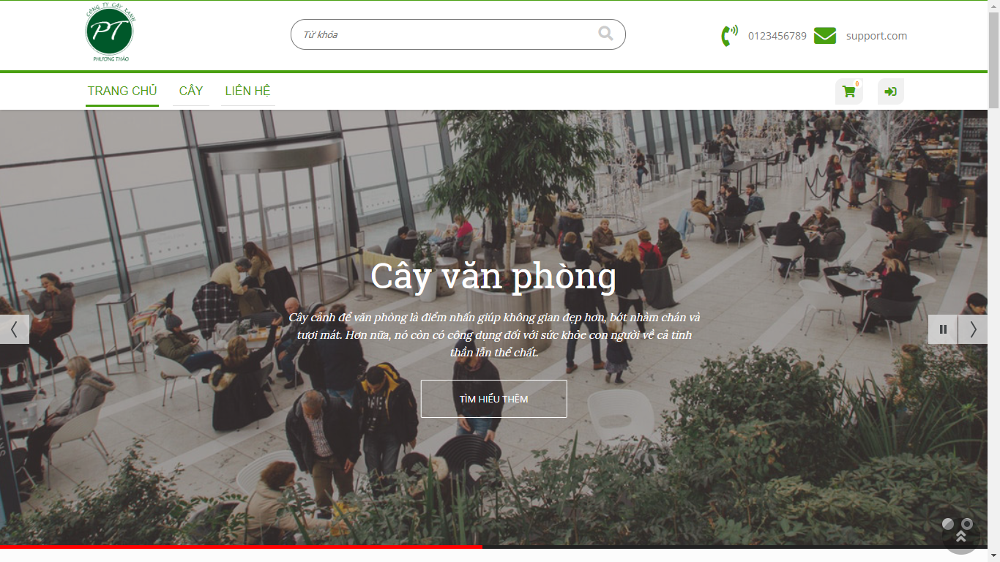 CÔNG TY CÂY XANH
PT
PHƯƠNG THẢO
Từ khóa
0123456789
support.com
TRANG CHỦ
CÂY
LIÊN HỆ
0
Cây văn phòng
Cây cảnh để văn phòng là điểm nhấn giúp không gian đẹp hơn, bớt nhàm chán và
tươi mát. Hơn nữa, nó còn có công dụng đối với sức khỏe con người về cả tinh
thần lẫn thể chất.
TÌM HIỂU THÊM